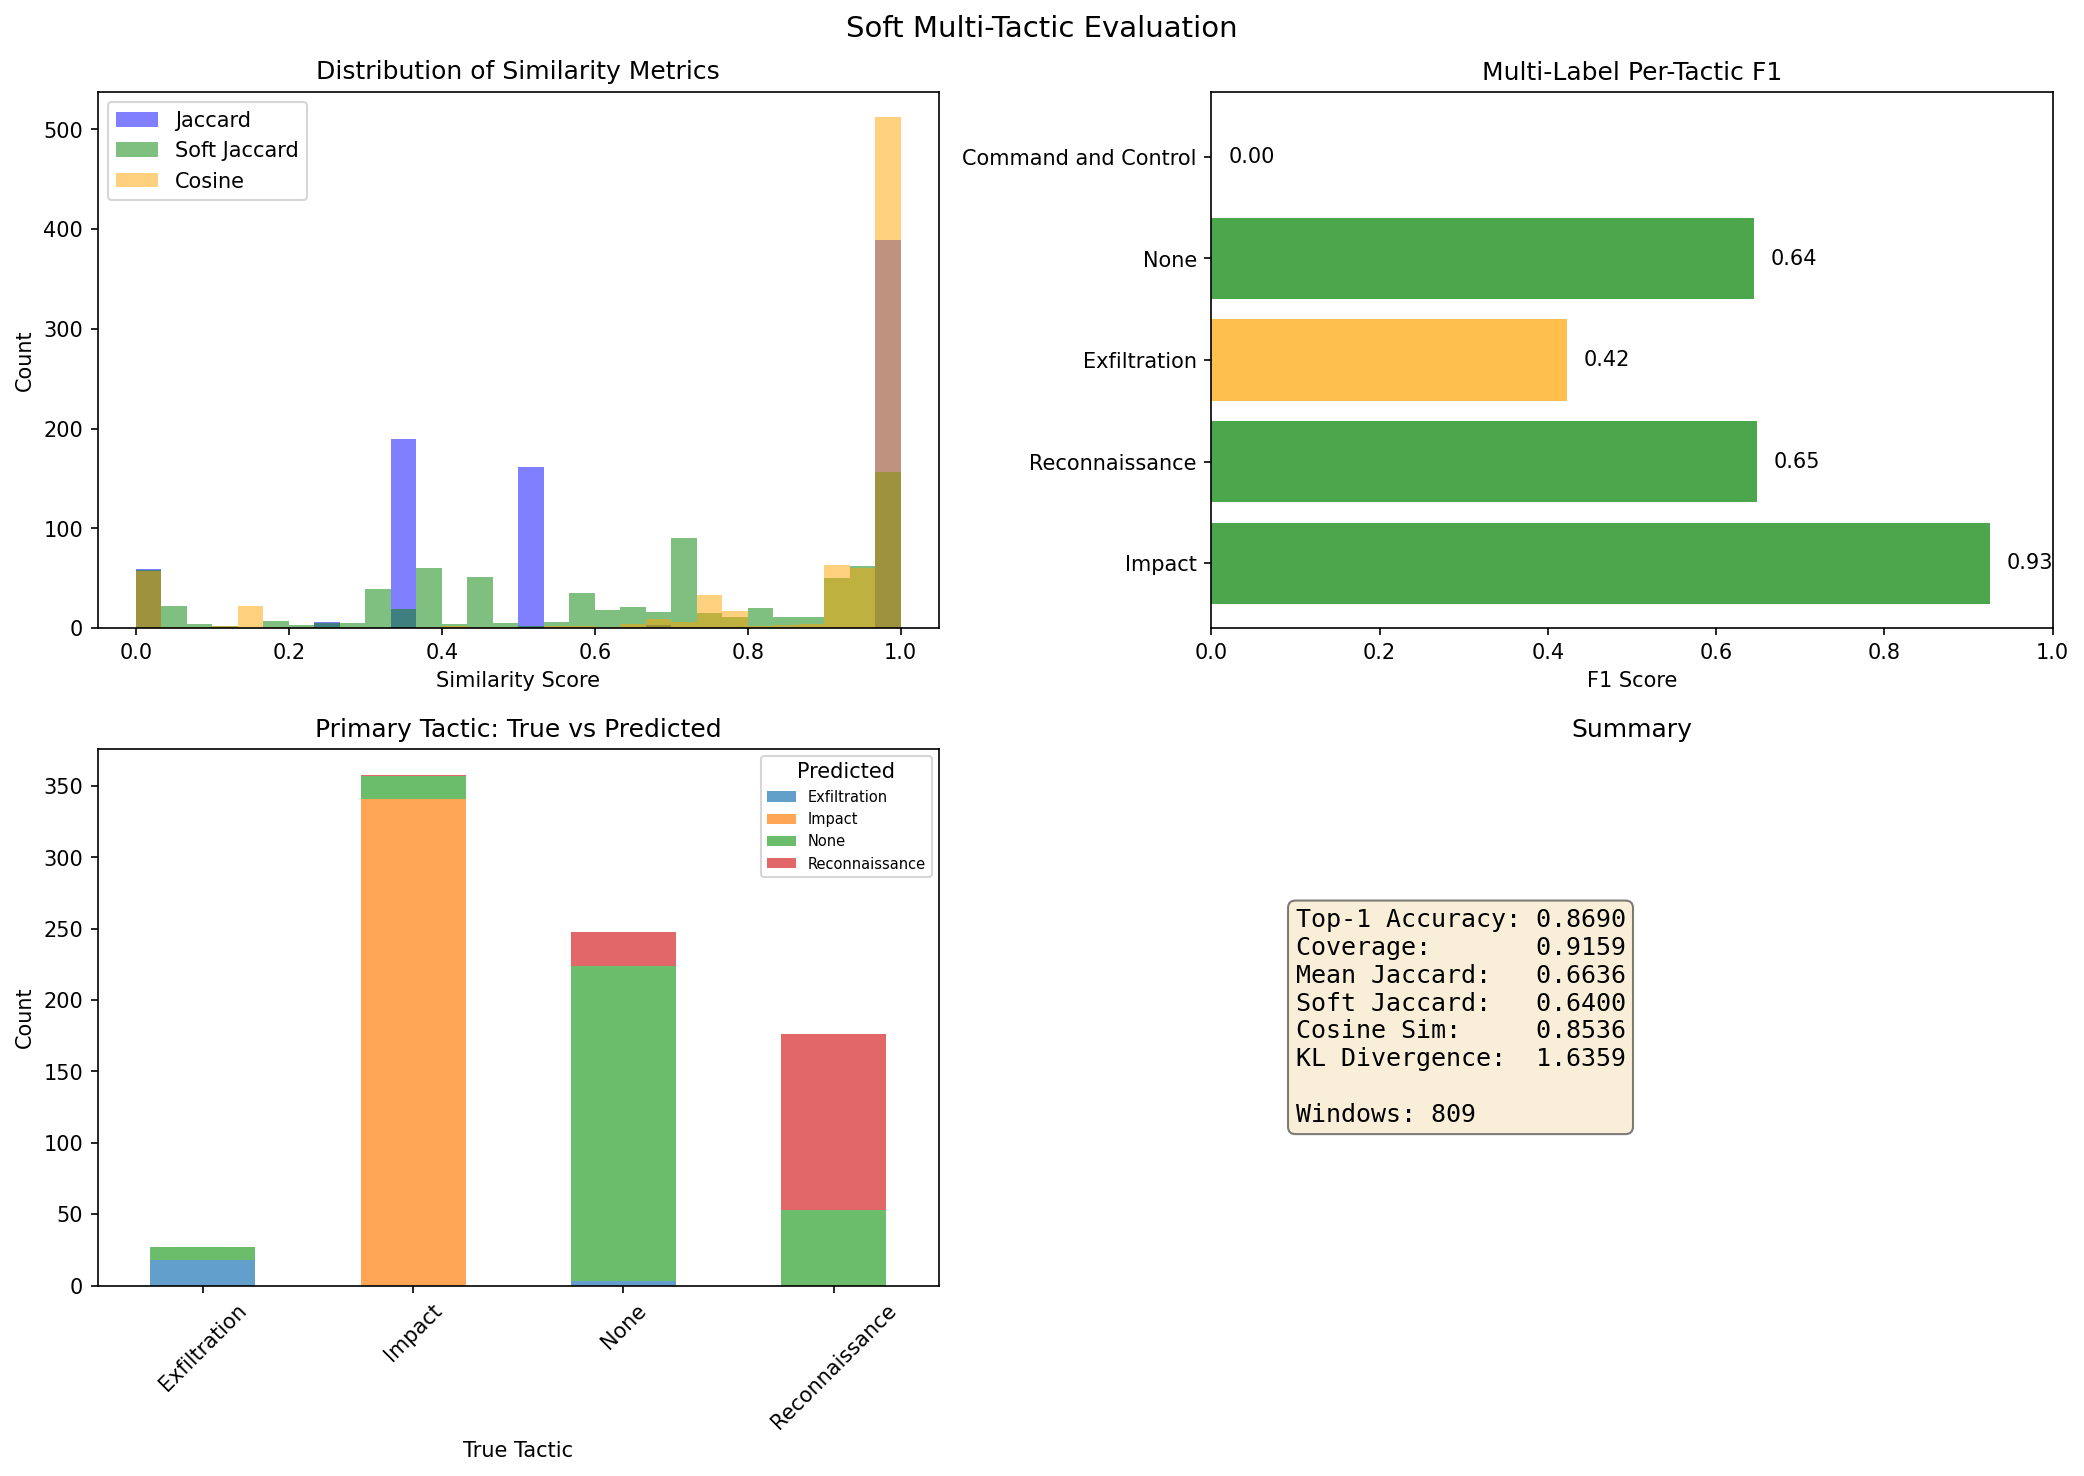 Soft Multi-Tactic Evaluation
Distribution of Similarity Metrics
Jaccard
Soft Jaccard
Cosine
500
400
300
200
100
0
Count
0.0 0.2 0.4 0.6 0.8 1.0
Similarity Score
Multi-Label Per-Tactic F1
Command and Control 0.00
None 0.64
Exfiltration 0.42
Reconnaissance 0.65
Impact 0.93
0.0 0.2 0.4 0.6 0.8 1.0
F1 Score
Primary Tactic: True vs Predicted
Predicted
Exfiltration
Impact
None
Reconnaissance
350
300
250
200
150
100
50
0
Count
Exfiltration
Impact
None
Reconnaissance
True Tactic
Summary
Top-1 Accuracy: 0.8690
Coverage: 0.9159
Mean Jaccard: 0.6636
Soft Jaccard: 0.6400
Cosine Sim: 0.8536
KL Divergence: 1.6359
Windows: 809